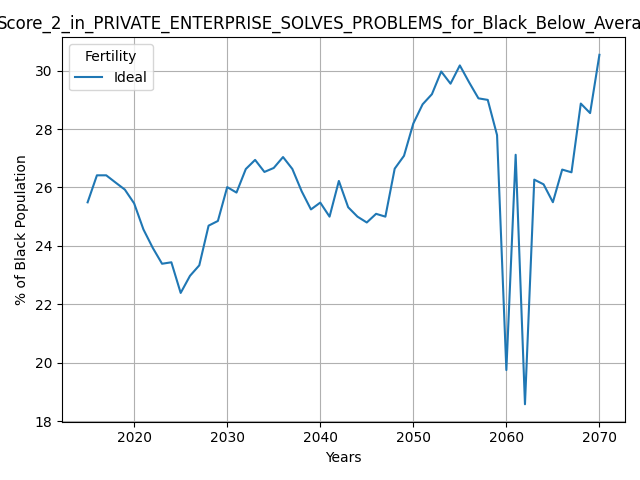 Score_2_in_PRIVATE_ENTERPRISE_SOLVES_PROBLEMS_for_Black_Below_Avera
Fertility
Ideal
% of Black Population
30
28
26
24
22
20
18
2020 2030 2040 2050 2060 2070
Years